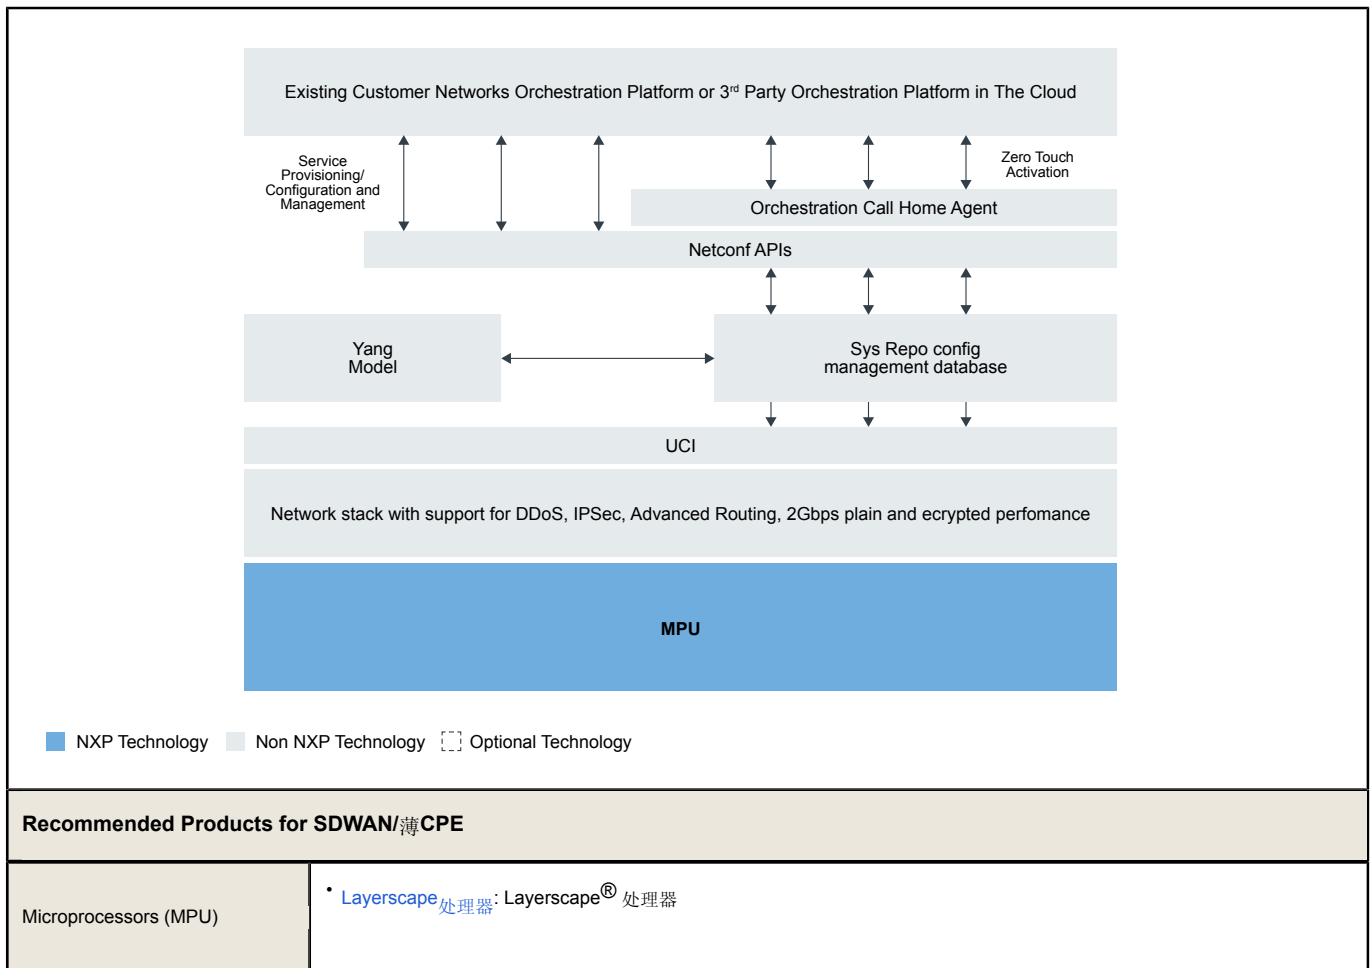 Existing Customer Networks Orchestration Platform or 3rd Party Orchestration Platform in The Cloud
Service
Provisioning/
Configuration and
Management
Zero Touch
Activation
Orchestration Call Home Agent
Netconf APIs
Yang
Model
Sys Repo config
management database
UCI
Network stack with support for DDoS, IPSec, Advanced Routing, 2Gbps plain and ecrypted perfomance
MPU
NXP Technology
Non NXP Technology
Optional Technology
Recommended Products for SDWAN/薄CPE
Microprocessors (MPU)
• Layerscape处理器: Layerscape® 处理器